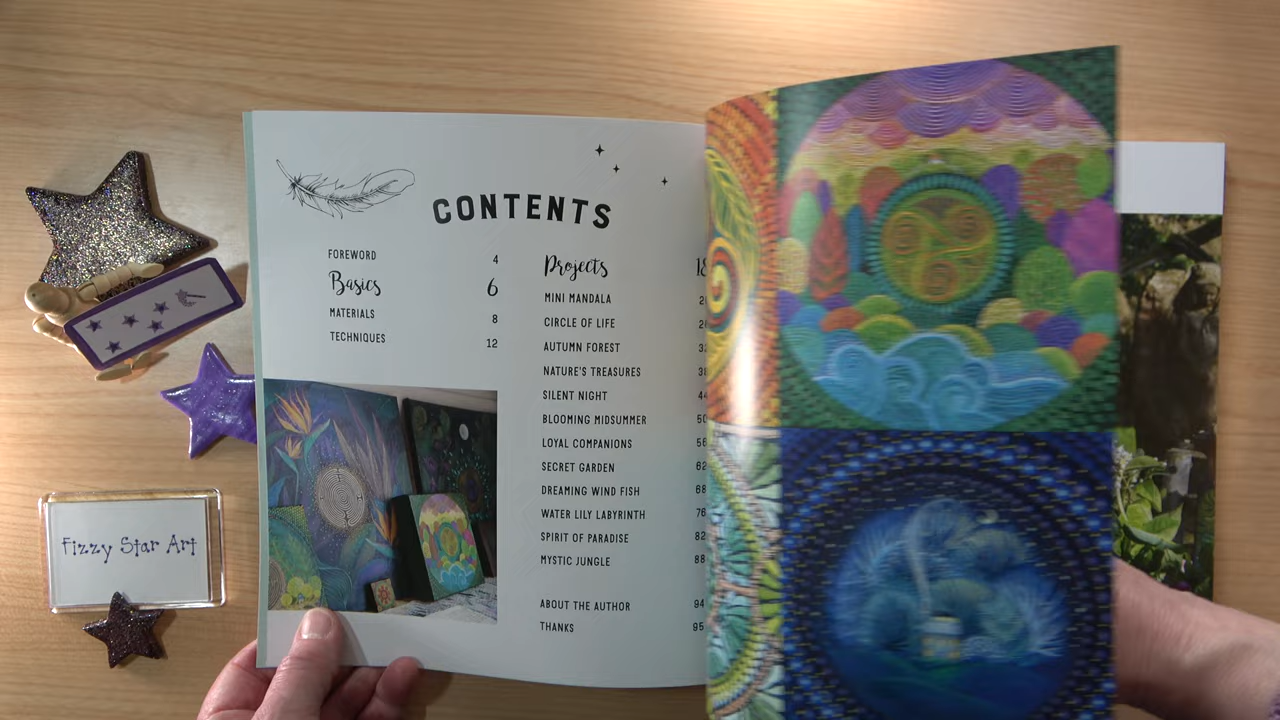 CONTENTS
FOREWORD 4
Basics 6
MATERIALS 8
TECHNIQUES 12
Projects 18
MINI MANDALA
CIRCLE OF LIFE
AUTUMN FOREST
NATURE'S TREASURES
SILENT NIGHT 44
BLOOMING MIDSUMMER 50
LOYAL COMPANIONS 56
SECRET GARDEN 62
DREAMING WIND FISH 68
WATER LILY LABYRINTH 76
SPIRIT OF PARADISE 82
MYSTIC JUNGLE 88
ABOUT THE AUTHOR 94
THANKS 95
Fizzy Star Art